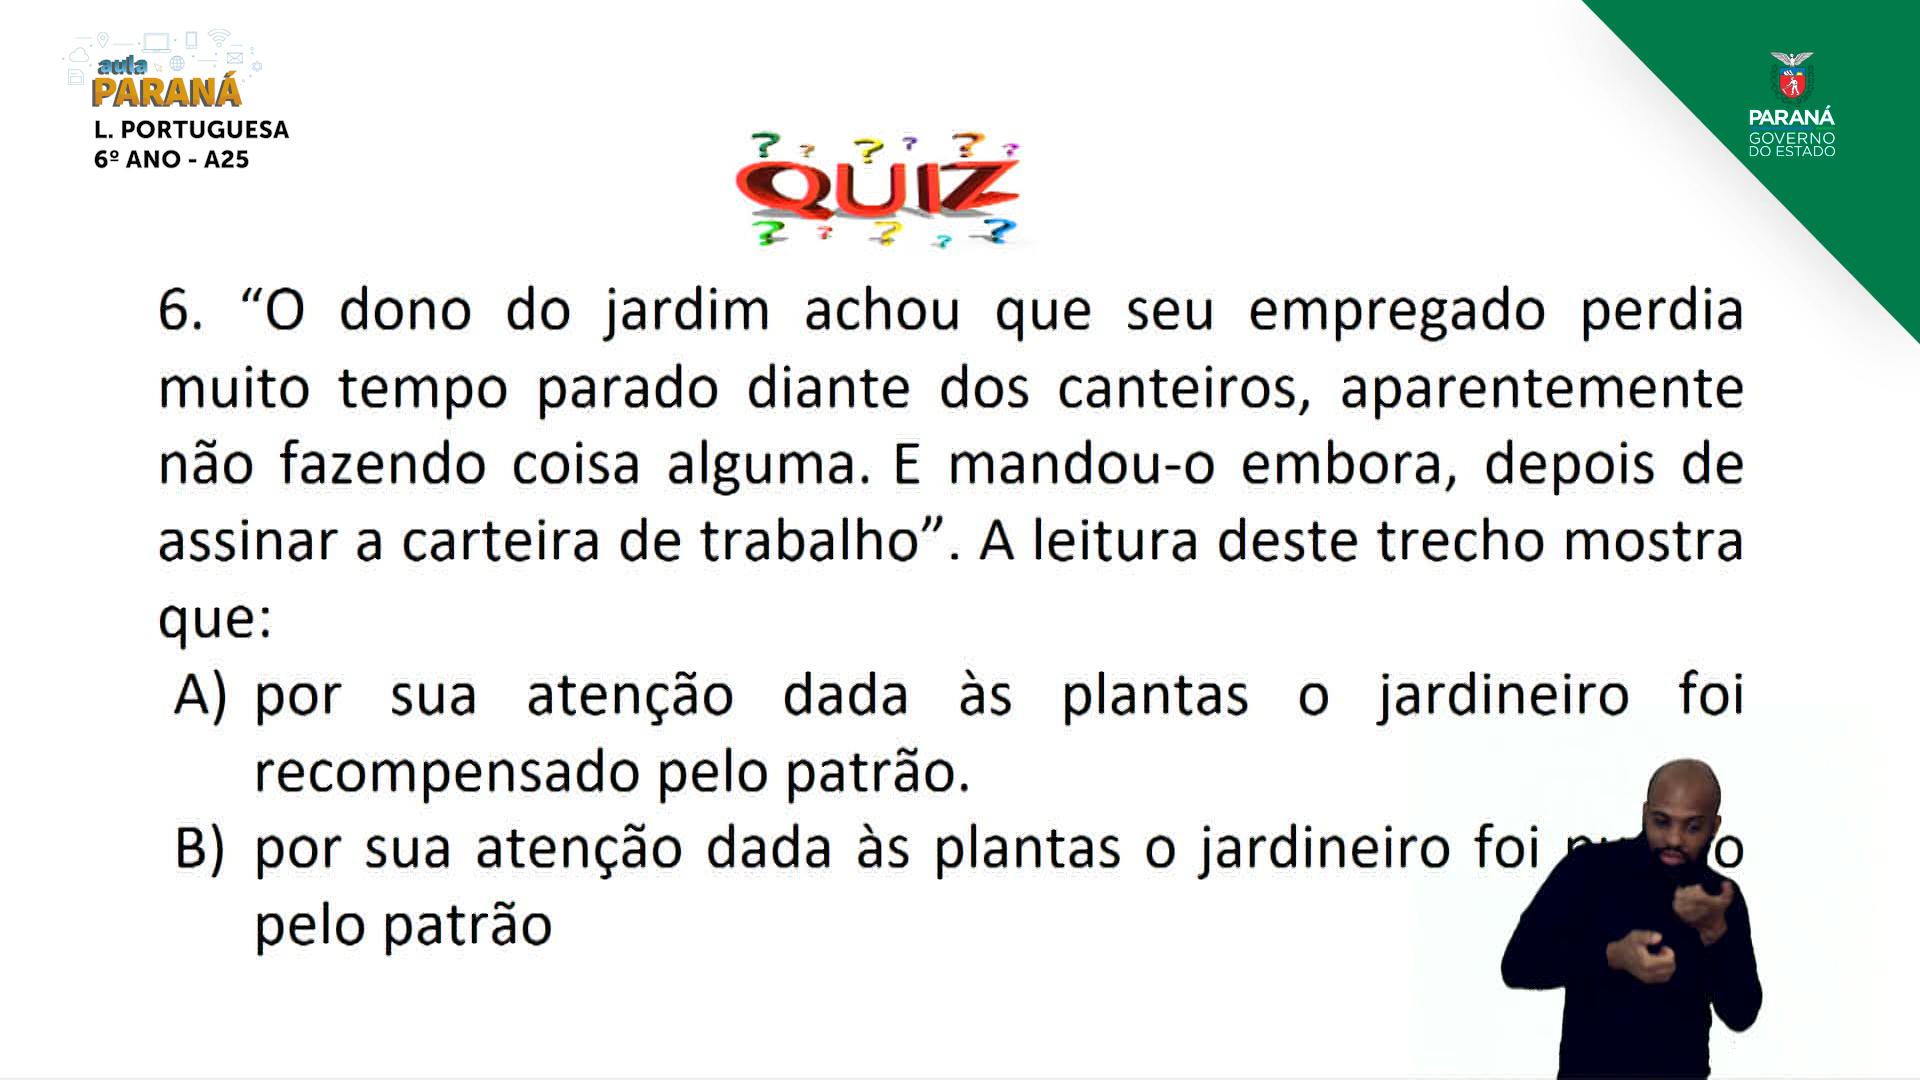 aula
PARANÁ
L. PORTUGUESA
6º ANO - A25
PARANÁ
GOVERNO
DO ESTADO
QUIZ
6. “O dono do jardim achou que seu empregado perdia
muito tempo parado diante dos canteiros, aparentemente
não fazendo coisa alguma. E mandou-o embora, depois de
assinar a carteira de trabalho”. A leitura deste trecho mostra
que:
A) por sua atenção dada às plantas o jardineiro foi
recompensado pelo patrão.
B) por sua atenção dada às plantas o jardineiro foi
pelo patrão